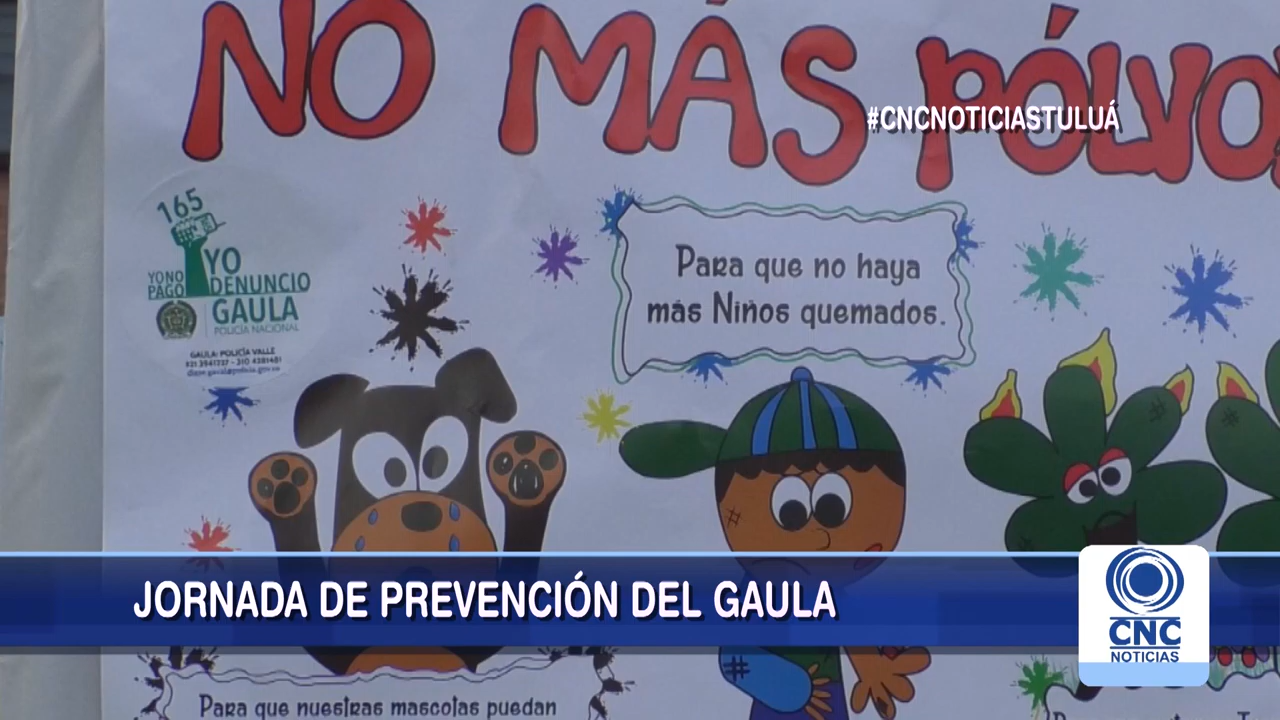 NO MÁS PÓLVO
#CNCNOTICIASTULUÁ
165
YO NO PAGO
YO DENUNCIO
GAULA
POLICÍA NACIONAL
GAULA: POLICÍA VALLE
Para que no haya
más Niños quemados.
JORNADA DE PREVENCIÓN DEL GAULA
CNC
NOTICIAS
Para que nuestras mascotas puedan